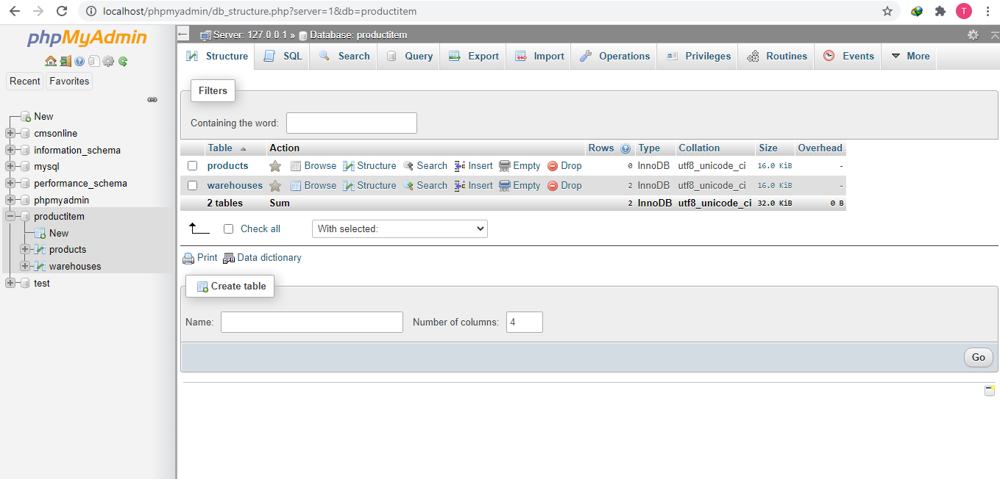 localhost/phpmyadmin/db_structure.php?server=1&db=productitem
T
phpMyAdmin
Recent Favorites
New
cmsonline
information_schema
mysql
performance_schema
phpmyadmin
productitem
New
products
warehouses
test
Server: 127.0.0.1 » Database: productitem
Structure SQL Search Query Export Import Operations Privileges Routines Events More
Filters
Containing the word:
Table Action Rows Type Collation Size Overhead
products Browse Structure Search Insert Empty Drop 0 InnoDB utf8_unicode_ci 16.0 KiB -
warehouses Browse Structure Search Insert Empty Drop 2 InnoDB utf8_unicode_ci 16.0 KiB -
2 tables Sum 2 InnoDB utf8_unicode_ci 32.0 KiB 0 B
Check all With selected:
Print Data dictionary
Create table
Name: Number of columns: 4
Go